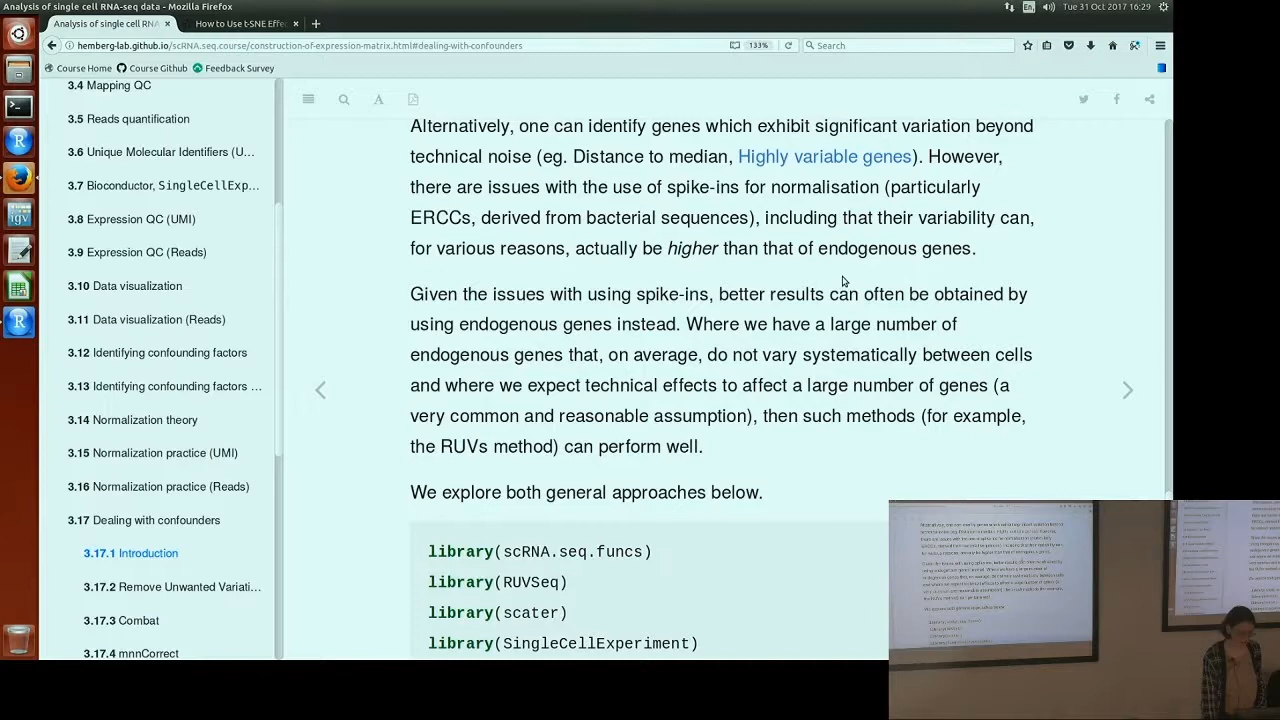 Analysis of single cell RNA-seq data - Mozilla Firefox
En
Tue 31 Oct 2017 16:29
Analysis of single cell RNA
How to Use t-SNE Effec
hemberg-lab.github.io/scRNA.seq.course/construction-of-expression-matrix.html#dealing-with-confounders
133%
Search
Course Home
Course Github
Feedback Survey
3.4 Mapping QC
3.5 Reads quantification
3.6 Unique Molecular Identifiers (U...
3.7 Bioconductor, SingleCellExp...
3.8 Expression QC (UMI)
3.9 Expression QC (Reads)
3.10 Data visualization
3.11 Data visualization (Reads)
3.12 Identifying confounding factors
3.13 Identifying confounding factors ...
3.14 Normalization theory
3.15 Normalization practice (UMI)
3.16 Normalization practice (Reads)
3.17 Dealing with confounders
3.17.1 Introduction
3.17.2 Remove Unwanted Variati...
3.17.3 Combat
3.17.4 mnnCorrect
Alternatively, one can identify genes which exhibit significant variation beyond
technical noise (eg. Distance to median, Highly variable genes). However,
there are issues with the use of spike-ins for normalisation (particularly
ERCCs, derived from bacterial sequences), including that their variability can,
for various reasons, actually be higher than that of endogenous genes.
Given the issues with using spike-ins, better results can often be obtained by
using endogenous genes instead. Where we have a large number of
endogenous genes that, on average, do not vary systematically between cells
and where we expect technical effects to affect a large number of genes (a
very common and reasonable assumption), then such methods (for example,
the RUVs method) can perform well.
We explore both general approaches below.
library(scRNA.seq.funcs)
library(RUVSeq)
library(scater)
library(SingleCellExperiment)